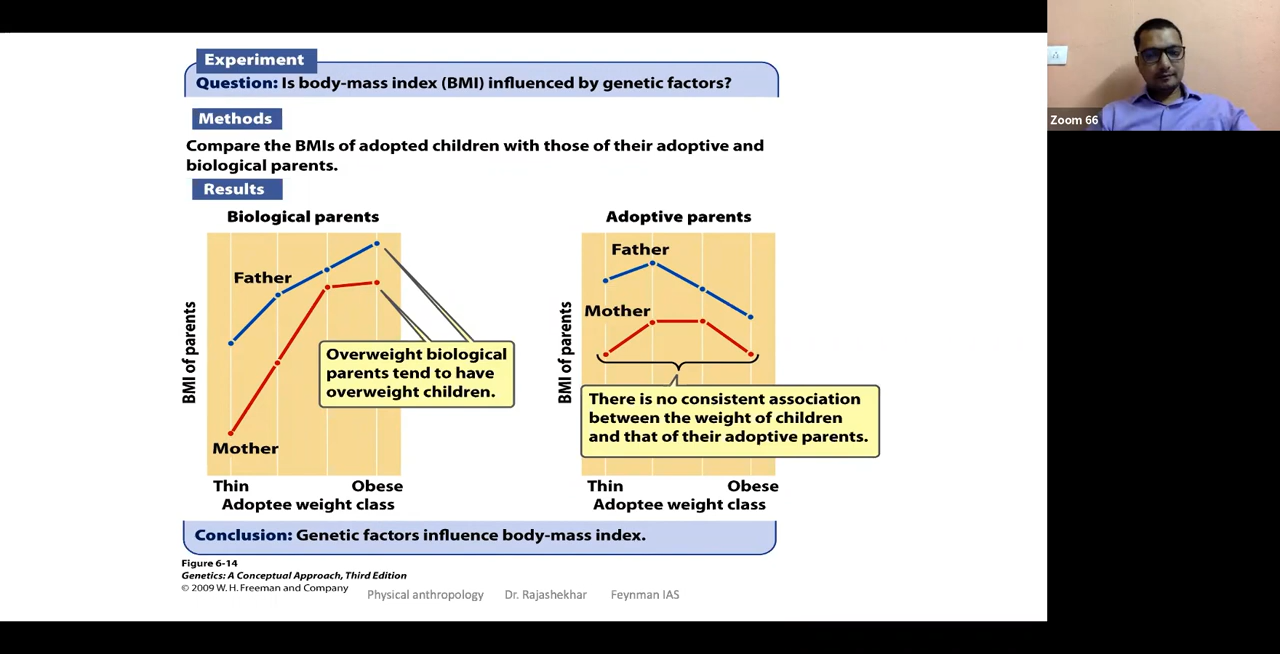 Experiment
Question: Is body-mass index (BMI) influenced by genetic factors?
Methods
Compare the BMIs of adopted children with those of their adoptive and
biological parents.
Results
Biological parents
Father
Mother
BMI of parents
Overweight biological
parents tend to have
overweight children.
Thin Obese
Adoptee weight class
Adoptive parents
Father
Mother
BMI of parents
There is no consistent association
between the weight of children
and that of their adoptive parents.
Thin Obese
Adoptee weight class
Conclusion: Genetic factors influence body-mass index.
Figure 6-14
Genetics: A Conceptual Approach, Third Edition
© 2009 W. H. Freeman and Company
Physical anthropology Dr. Rajashekhar Feynman IAS
Zoom 66